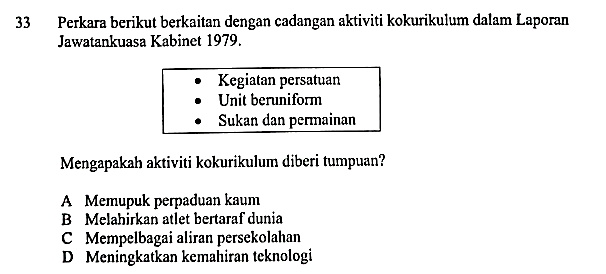 33 Perkara berikut berkaitan dengan cadangan aktiviti kokurikulum dalam Laporan
Jawatankuasa Kabinet 1979.
• Kegiatan persatuan
• Unit beruniform
• Sukan dan permainan
Mengapakah aktiviti kokurikulum diberi tumpuan?
A Memupuk perpaduan kaum
B Melahirkan atlet bertaraf dunia
C Mempelbagai aliran persekolahan
D Meningkatkan kemahiran teknologi